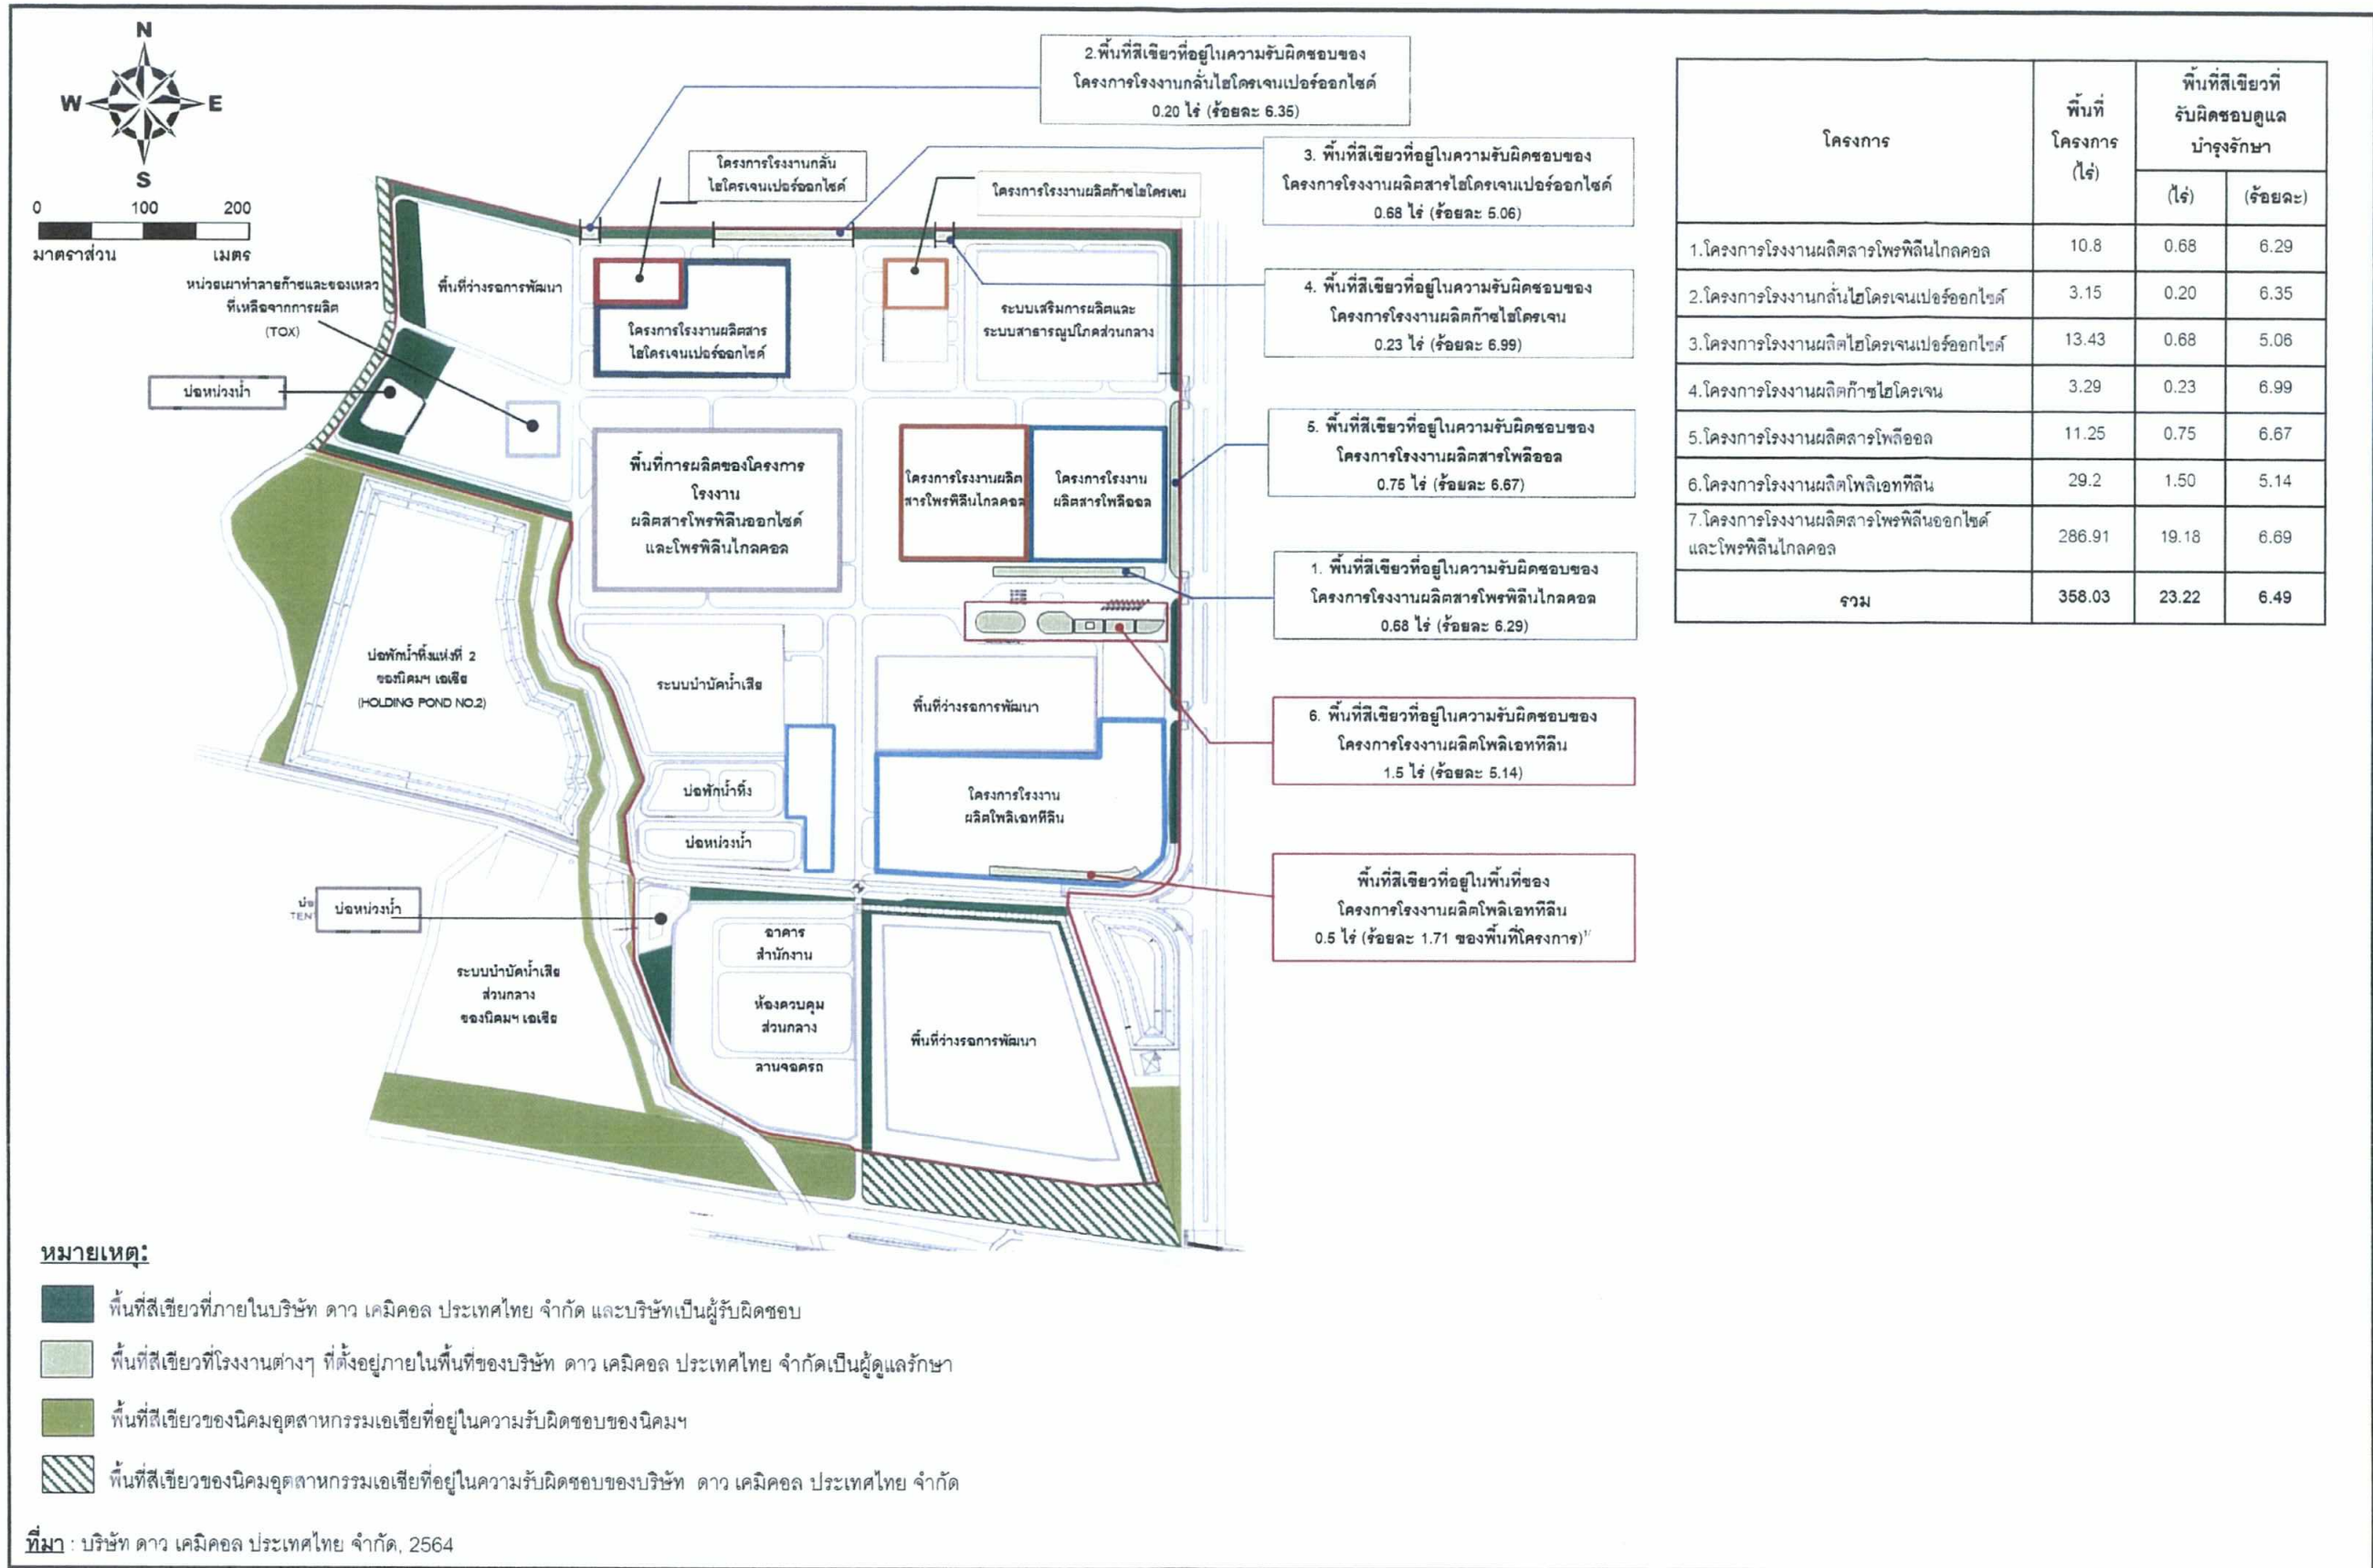 N
W
E
S
0 100 200
มาตราส่วน เมตร
2.พื้นที่สีเขียวที่อยู่ในความรับผิดชอบของ
โครงการโรงงานกลั่นไฮโดรเจนเปอร์ออกไซด์
0.20 ไร่ (ร้อยละ 6.35)
โครงการโรงงานกลั่น
ไฮโดรเจนเปอร์ออกไซด์
โครงการโรงงานผลิตก๊าซไฮโดรเจน
3. พื้นที่สีเขียวที่อยู่ในความรับผิดชอบของ
โครงการโรงงานผลิตสารไฮโดรเจนเปอร์ออกไซด์
0.68 ไร่ (ร้อยละ 5.06)
4. พื้นที่สีเขียวที่อยู่ในความรับผิดชอบของ
โครงการโรงงานผลิตก๊าซไฮโดรเจน
0.23 ไร่ (ร้อยละ 6.99)
5. พื้นที่สีเขียวที่อยู่ในความรับผิดชอบของ
โครงการโรงงานผลิตสารโพลีออล
0.75 ไร่ (ร้อยละ 6.67)
1. พื้นที่สีเขียวที่อยู่ในความรับผิดชอบของ
โครงการโรงงานผลิตสารโพรพิลีนไกลคอล
0.68 ไร่ (ร้อยละ 6.29)
6. พื้นที่สีเขียวที่อยู่ในความรับผิดชอบของ
โครงการโรงงานผลิตโพลิเอททีลีน
1.5 ไร่ (ร้อยละ 5.14)
พื้นที่สีเขียวที่อยู่ในพื้นที่ของ
โครงการโรงงานผลิตโพลิเอททีลีน
0.5 ไร่ (ร้อยละ 1.71 ของพื้นที่โครงการ)1/
หน่วยเผาทำลายก๊าซและของเหลว
ที่เหลือจากการผลิต
(TOX)
บ่อหน่วงน้ำ
พื้นที่ว่างรอการพัฒนา
โครงการโรงงานผลิตสาร
ไฮโดรเจนเปอร์ออกไซด์
ระบบเสริมการผลิตและ
ระบบสาธารณูปโภคส่วนกลาง
พื้นที่การผลิตของโครงการ
โรงงาน
ผลิตสารโพรพิลีนออกไซด์
และโพรพิลีนไกลคอล
โครงการโรงงานผลิต
สารโพรพิลีนไกลคอล
โครงการโรงงาน
ผลิตสารโพลีออล
บ่อพักน้ำทิ้งแห่งที่ 2
ของนิคมฯ เอเซีย
(HOLDING POND NO.2)
ระบบบำบัดน้ำเสีย
พื้นที่ว่างรอการพัฒนา
โครงการโรงงาน
ผลิตโพลิเอททีลีน
บ่อพักน้ำทิ้ง
บ่อหน่วงน้ำ
บ่อ
TEN
บ่อหน่วงน้ำ
ระบบบำบัดน้ำเสีย
ส่วนกลาง
ของนิคมฯ เอเซีย
อาคาร
สำนักงาน
ห้องควบคุม
ส่วนกลาง
ลานจอดรถ
พื้นที่ว่างรอการพัฒนา
โครงการ
พื้นที่
โครงการ
(ไร่)
พื้นที่สีเขียวที่
รับผิดชอบดูแล
บำรุงรักษา
(ไร่) (ร้อยละ)
1.โครงการโรงงานผลิตสารโพรพิลีนไกลคอล 10.8 0.68 6.29
2.โครงการโรงงานกลั่นไฮโดรเจนเปอร์ออกไซด์ 3.15 0.20 6.35
3.โครงการโรงงานผลิตไฮโดรเจนเปอร์ออกไซด์ 13.43 0.68 5.06
4.โครงการโรงงานผลิตก๊าซไฮโดรเจน 3.29 0.23 6.99
5.โครงการโรงงานผลิตสารโพลีออล 11.25 0.75 6.67
6.โครงการโรงงานผลิตโพลิเอททีลีน 29.2 1.50 5.14
7.โครงการโรงงานผลิตสารโพรพิลีนออกไซด์
และโพรพิลีนไกลคอล 286.91 19.18 6.69
รวม 358.03 23.22 6.49
หมายเหตุ:
พื้นที่สีเขียวที่ภายในบริษัท ดาว เคมิคอล ประเทศไทย จำกัด และบริษัทเป็นผู้รับผิดชอบ
พื้นที่สีเขียวที่โรงงานต่างๆ ที่ตั้งอยู่ภายในพื้นที่ของบริษัท ดาว เคมิคอล ประเทศไทย จำกัดเป็นผู้ดูแลรักษา
พื้นที่สีเขียวของนิคมอุตสาหกรรมเอเซียที่อยู่ในความรับผิดชอบของนิคมฯ
พื้นที่สีเขียวของนิคมอุตสาหกรรมเอเซียที่อยู่ในความรับผิดชอบของบริษัท ดาว เคมิคอล ประเทศไทย จำกัด
ที่มา : บริษัท ดาว เคมิคอล ประเทศไทย จำกัด, 2564